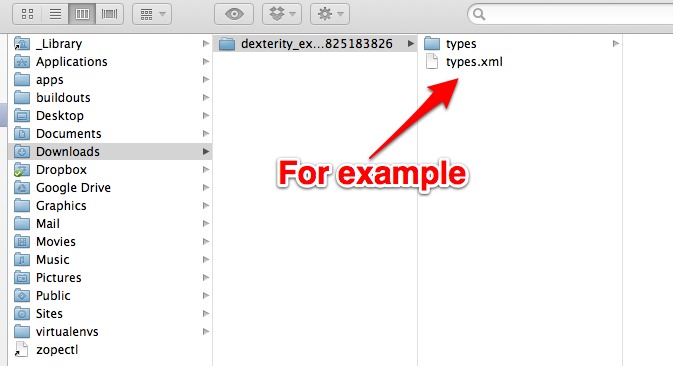 _Library
Applications
apps
buildouts
Desktop
Documents
Downloads
Dropbox
Google Drive
Graphics
Mail
Movies
Music
Pictures
Public
Sites
virtualenvs
zopectl
dexterity_ex...825183826
types
types.xml
For example